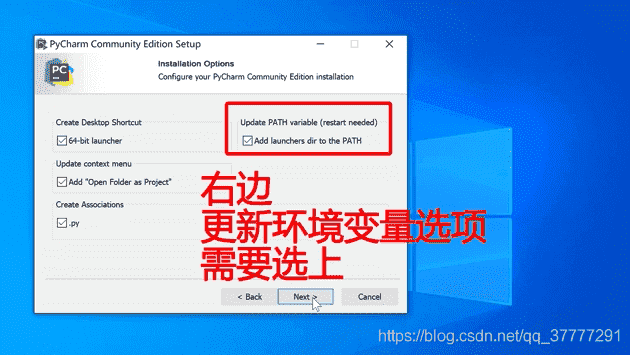 PyCharm Community Edition Setup
PC
Installation Options
Configure your PyCharm Community Edition installation
Create Desktop Shortcut
Update PATH variable (restart needed)
64-bit launcher
Add launchers dir to the PATH
Update context menu
Add "Open Folder as Project"
Create Associations
.py
右边
更新环境变量选项
需要选上
< Back
Next >
Cancel
https://blog.csdn.net/qq_37777291